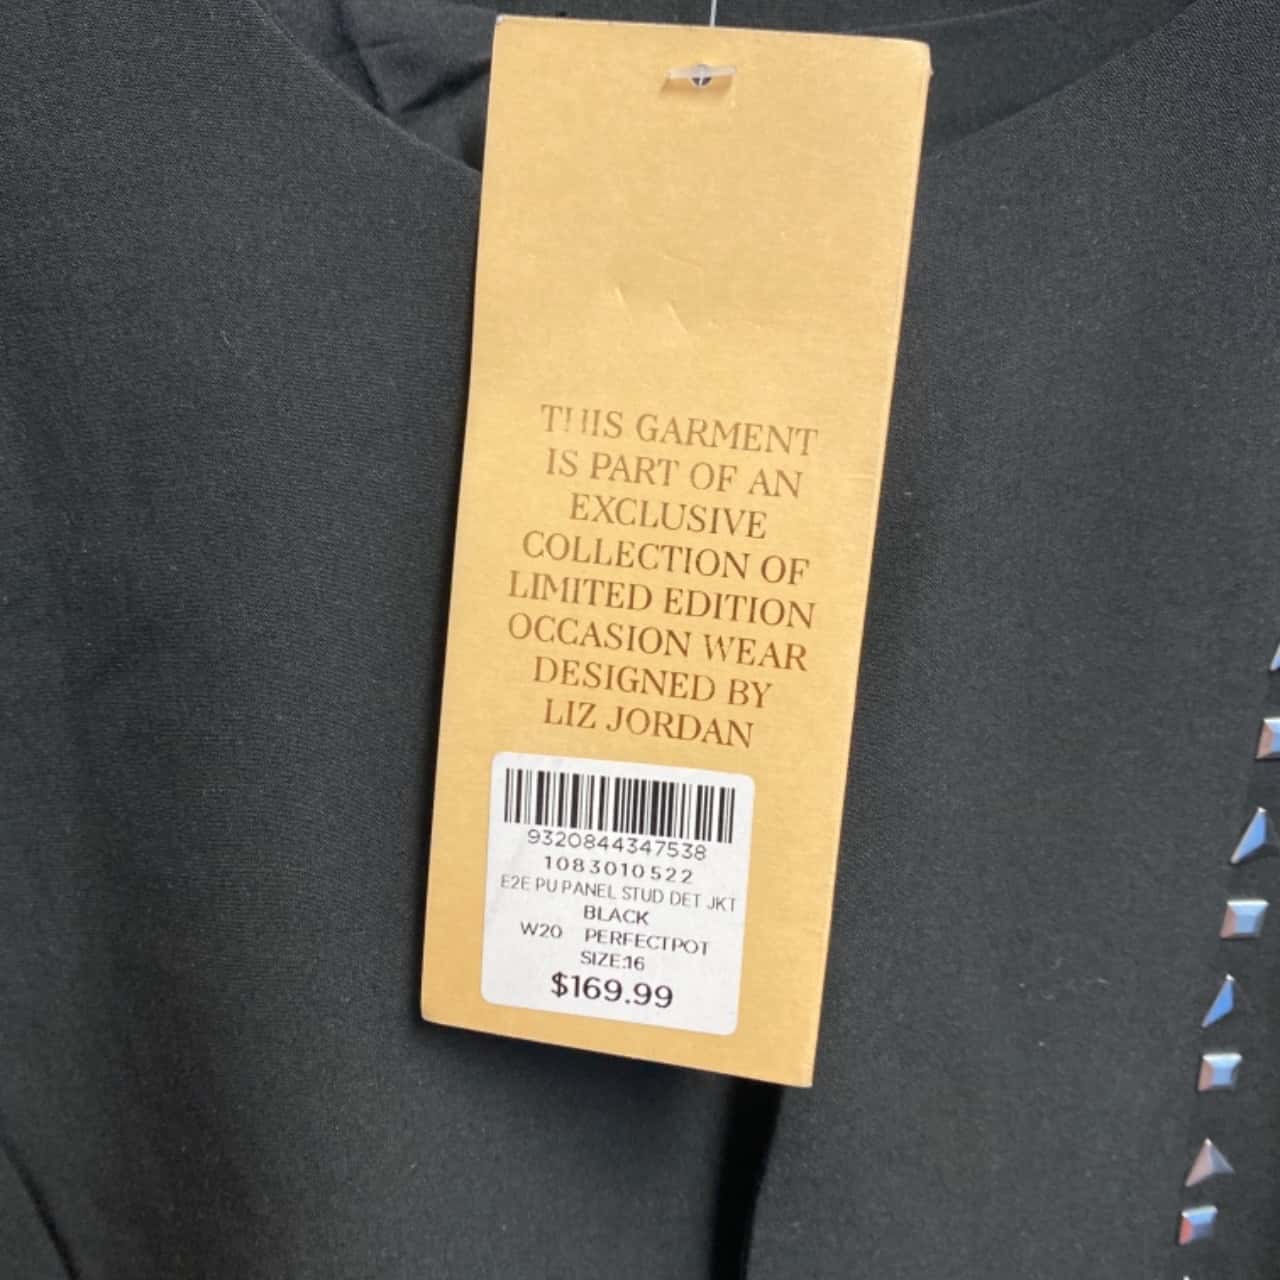 THIS GARMENT
IS PART OF AN
EXCLUSIVE
COLLECTION OF
LIMITED EDITION
OCCASION WEAR
DESIGNED BY
LIZ JORDAN
9320844347538
1083010522
E2E PU PANEL STUD DET JKT
BLACK
W20 PERFECTPOT
SIZE:16
$169.99